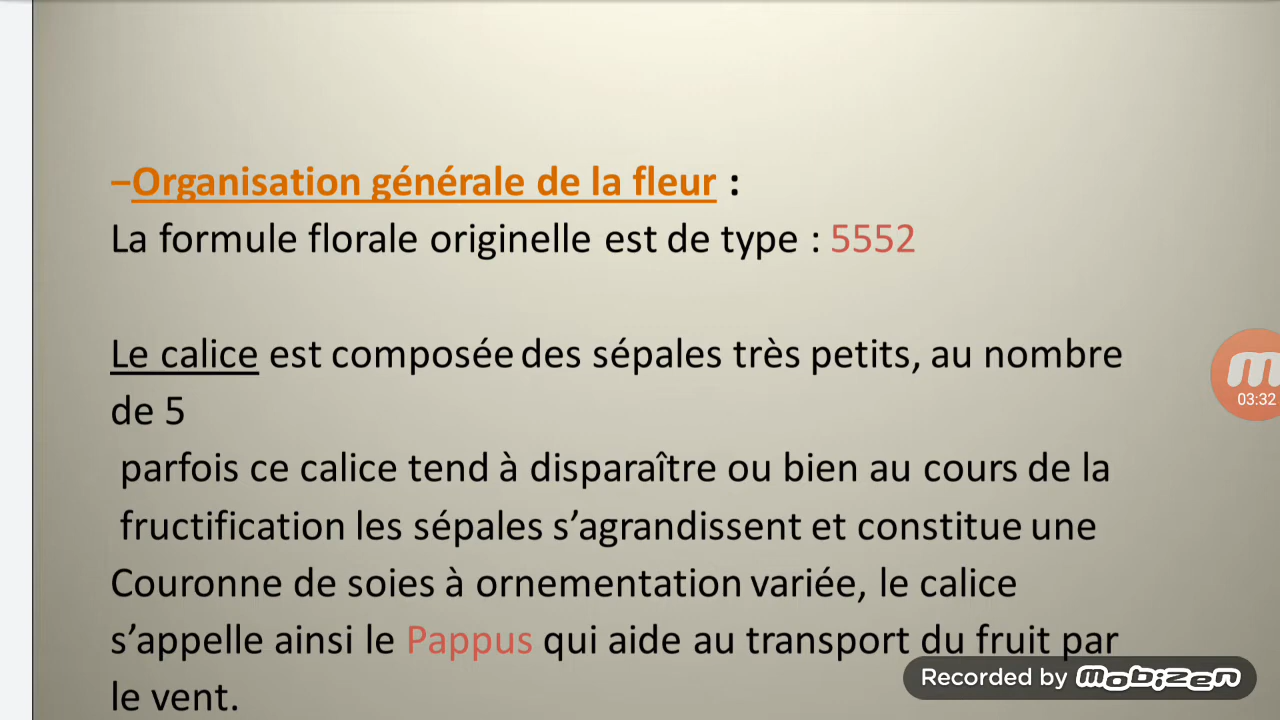 –Organisation générale de la fleur :
La formule florale originelle est de type : 5552
Le calice est composée des sépales très petits, au nombre
de 5
parfois ce calice tend à disparaître ou bien au cours de la
fructification les sépales s’agrandissent et constitue une
Couronne de soies à ornementation variée, le calice
s’appelle ainsi le Pappus qui aide au transport du fruit par
le vent.
03:32
Recorded by mobizen